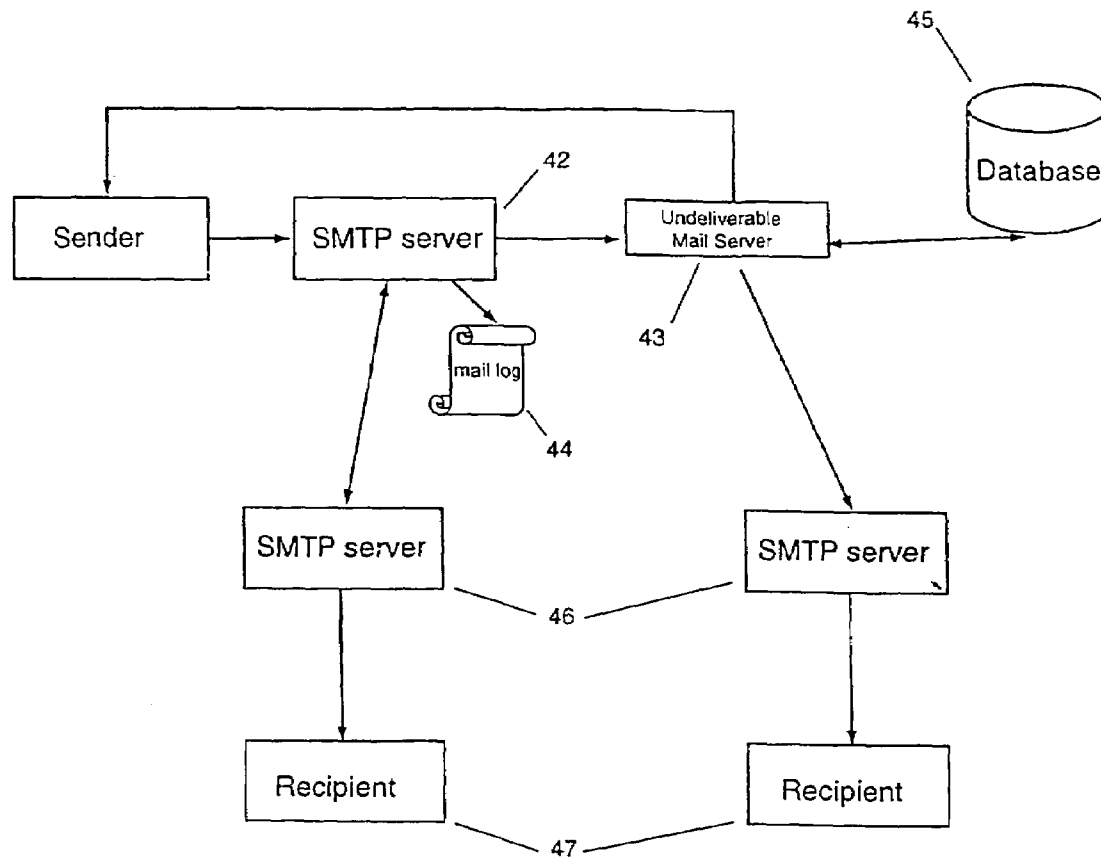 45
Database
42
Sender
SMTP server
Undeliverable
Mail Server
43
mail log
44
SMTP server
SMTP server
46
Recipient
Recipient
47